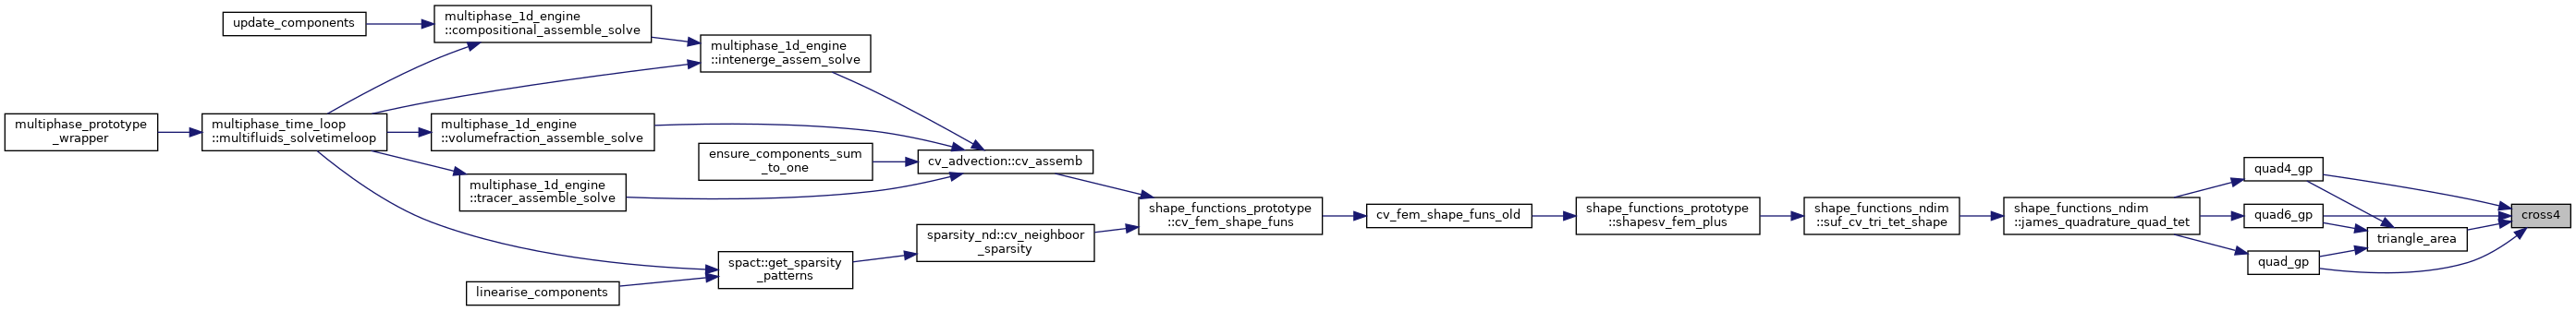 update_components
multiphase_1d_engine
::compositional_assemble_solve
multiphase_1d_engine
::intenerge_assem_solve
multiphase_prototype
_wrapper
multiphase_time_loop
::multifluids_solvetimeloop
multiphase_1d_engine
::volumefraction_assemble_solve
ensure_components_sum
_to_one
cv_advection::cv_assemb
multiphase_1d_engine
::tracer_assemble_solve
shape_functions_prototype
::cv_fem_shape_funs
cv_fem_shape_funs_old
shape_functions_prototype
::shapesv_fem_plus
shape_functions_ndim
::suf_cv_tri_tet_shape
shape_functions_ndim
::james_quadrature_quad_tet
quad4_gp
quad6_gp
cross4
triangle_area
quad_gp
sparsity_nd::cv_neighboor
_sparsity
spact::get_sparsity
_patterns
linearise_components